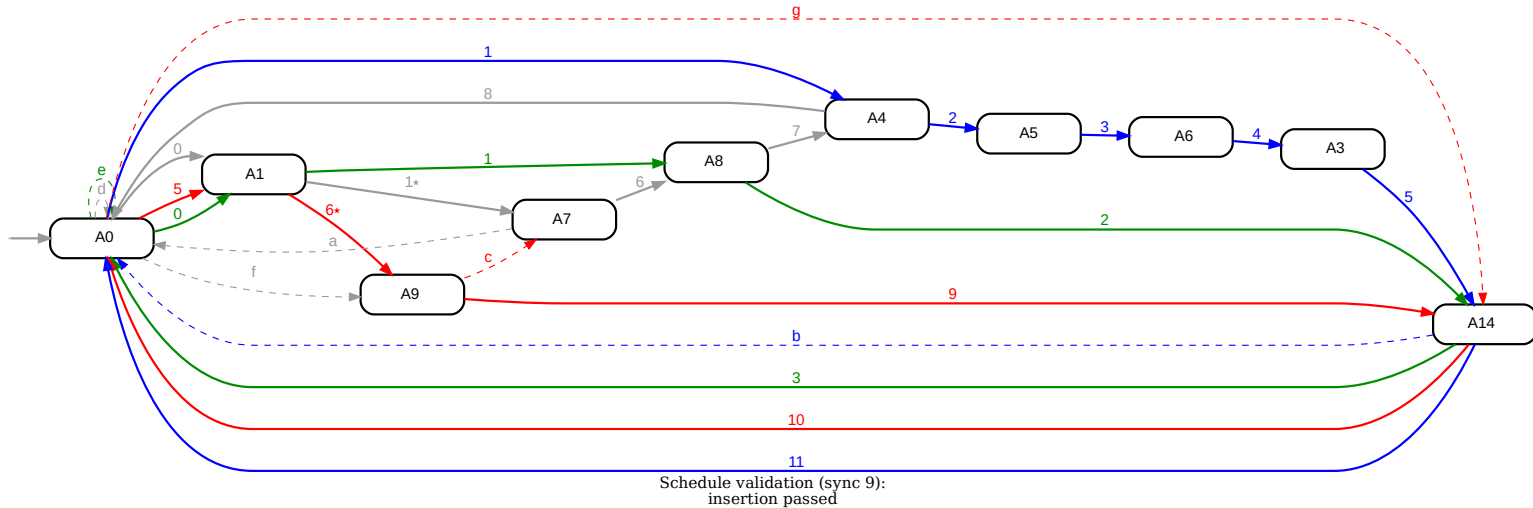 g
1
8
0
1
A4
2
A5
3
A6
4
A3
e
d
5
A1
0
1*
6*
A8
7
6
A7
5
2
A0
a
f
c
A9
9
A14
b
3
10
11
Schedule validation (sync 9):
insertion passed